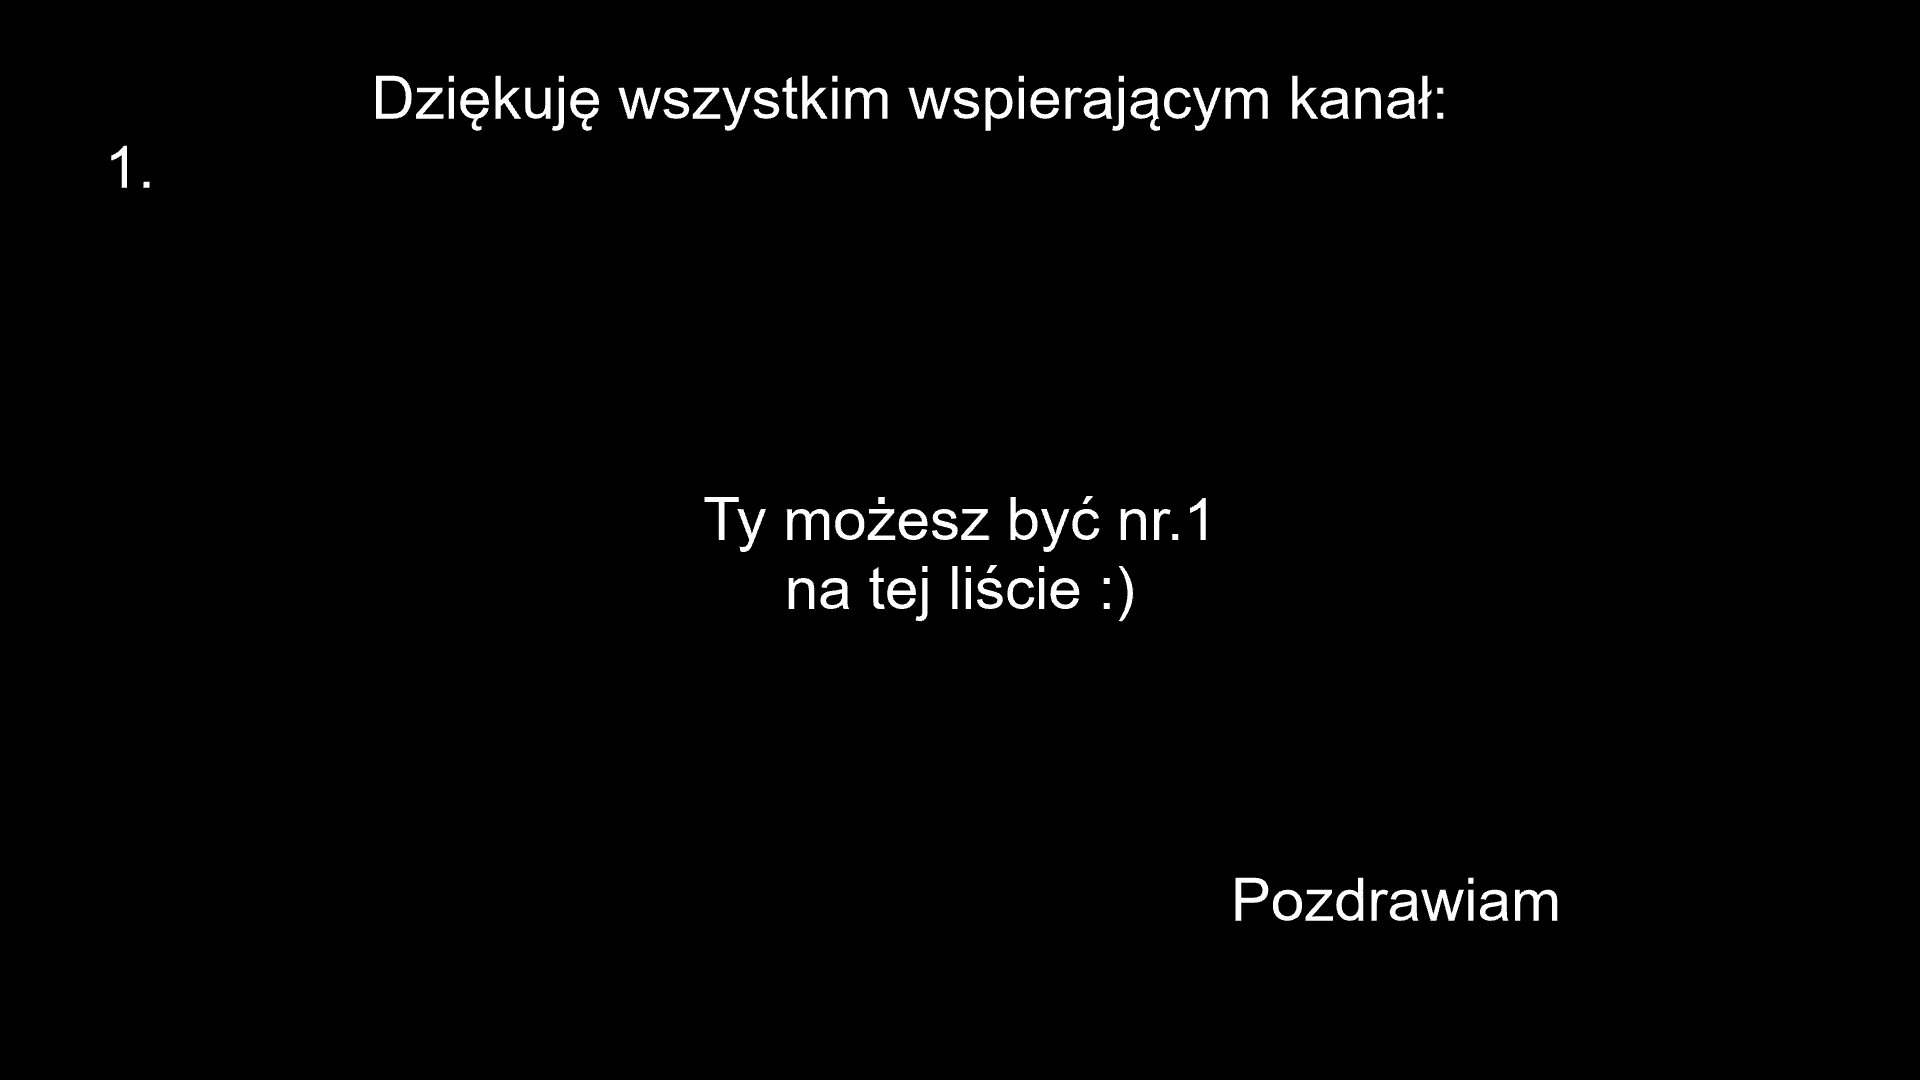 Dziękuję wszystkim wspierającym kanał:
1.
Ty możesz być nr.1
na tej liście :)
Pozdrawiam